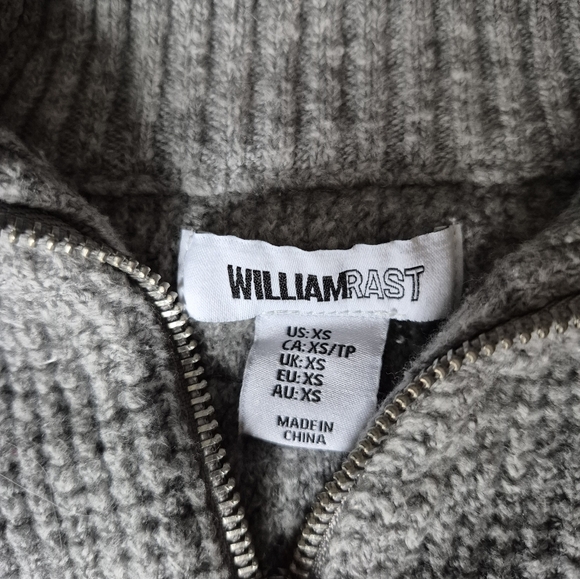 WILLIAMRAST
US:XS
CA:XS/TP
UK:XS
EU:XS
AU:XS
MADE IN
CHINA